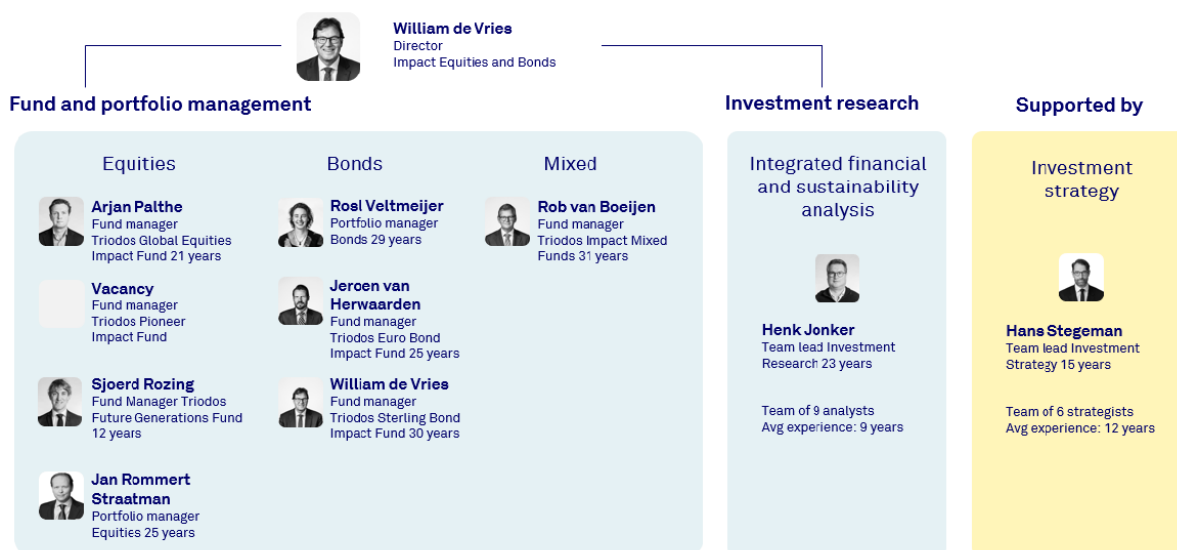 William de Vries
Director
Impact Equities and Bonds
Fund and portfolio management
Equities
Arjan Palthe
Fund manager
Triodos Global Equities
Impact Fund 21 years
Vacancy
Fund manager
Triodos Pioneer
Impact Fund
Sjoerd Rozing
Fund Manager Triodos
Future Generations Fund
12 years
Jan Rommert
Straatman
Portfolio manager
Equities 25 years
Bonds
Rosl Veltmeijer
Portfolio manager
Bonds 29 years
Jeroen van
Herwaarden
Fund manager
Triodos Euro Bond
Impact Fund 25 years
William de Vries
Fund manager
Triodos Sterling Bond
Impact Fund 30 years
Mixed
Rob van Boeijen
Fund manager
Triodos Impact Mixed
Funds 31 years
Investment research
Integrated financial
and sustainability
analysis
Henk Jonker
Team lead Investment
Research 23 years
Team of 9 analysts
Avg experience: 9 years
Supported by
Investment
strategy
Hans Stegeman
Team lead Investment
Strategy 15 years
Team of 6 strategists
Avg experience: 12 years